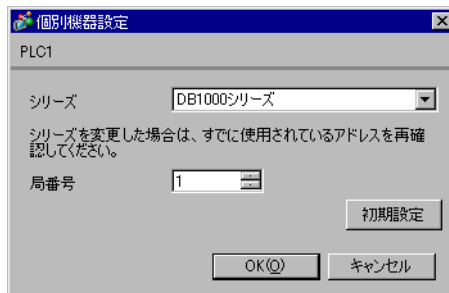 個別機器設定
PLC1
シリーズ
DB1000シリーズ
シリーズを変更した場合は、すでに使用されているアドレスを再確
認してください。
局番号
1
初期設定
OK(O)
キャンセル